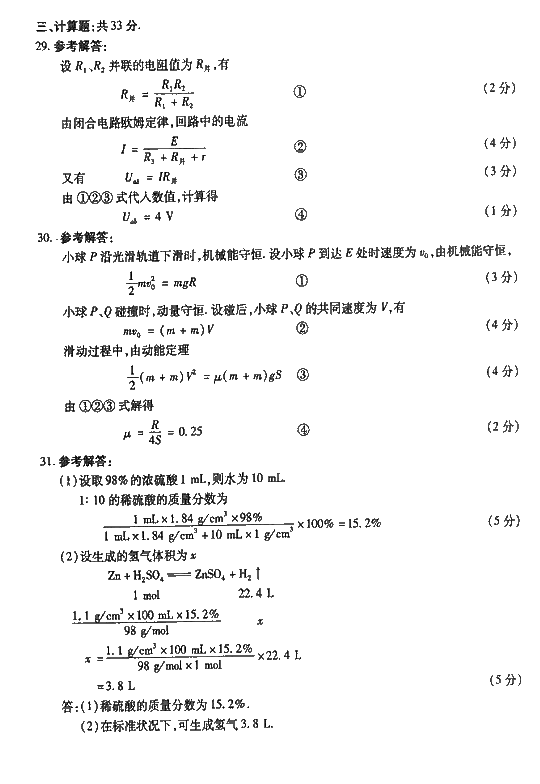 三、计算题:共33分.
29. 参考解答:
设 R₁、R₂ 并联的电阻值为 R并,有
R并 = R₁R₂ / (R₁ + R₂) ① (2分)
由闭合电路欧姆定律,回路中的电流
I = E / (R₃ + R并 + r) ② (4分)
又有 Uab = IR并 ③ (3分)
由①②③式代人数值,计算得
Uab = 4 V ④ (1分)
30. 参考解答:
小球 P 沿光滑轨道下滑时,机械能守恒. 设小球 P 到达 E 处时速度为 v₀,由机械能守恒,
1/2 mv₀² = mgR ① (3分)
小球 P、Q 碰撞时,动量守恒. 设碰后,小球 P、Q 的共同速度为 V,有
mv₀ = (m + m)V ② (4分)
滑动过程中,由动能定理
1/2 (m + m)V² = μ(m + m)gS ③ (4分)
由①②③式解得
μ = R/4S = 0.25 ④ (2分)
31. 参考解答:
(1)设取98%的浓硫酸1 mL,则水为10 mL.
1:10的稀硫酸的质量分数为
1 mL×1.84 g/cm³×98% / (1 mL×1.84 g/cm³+10 mL×1 g/cm³) ×100% =15.2% (5分)
(2)设生成的氢气体积为x
Zn + H₂SO₄ ══ ZnSO₄ + H₂↑
1 mol 22.4 L
1.1 g/cm³×100 mL×15.2% / 98 g/mol x
x = 1.1 g/cm³×100 mL×15.2% / (98 g/mol×1 mol) ×22.4 L
=3.8 L (5分)
答:(1)稀硫酸的质量分数为15.2%.
(2)在标准状况下,可生成氢气3.8 L.